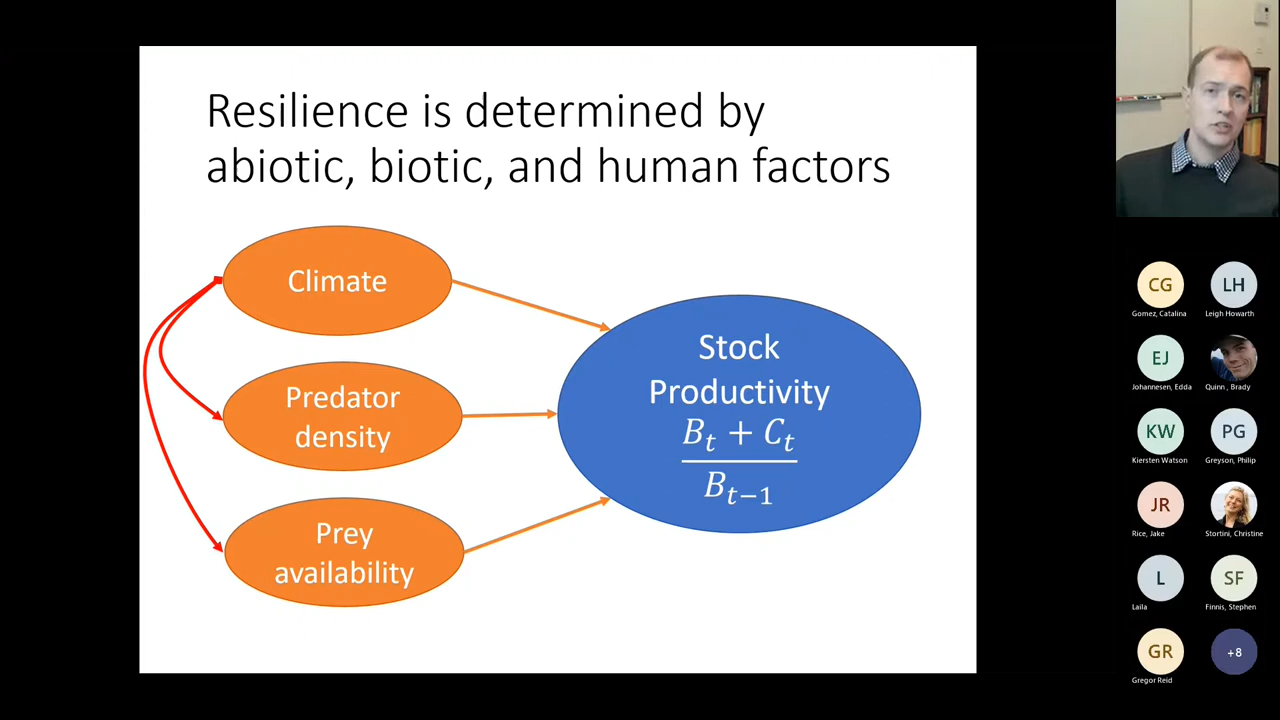 Resilience is determined by
abiotic, biotic, and human factors
Climate
Predator
density
Prey
availability
Stock
Productivity
B_t + C_t
B_{t-1}
CG
Gomez, Catalina
LH
Leigh Howarth
EJ
Johannesen, Edda
Quinn , Brady
KW
Kiersten Watson
PG
Greyson, Philip
JR
Rice, Jake
Stortini, Christine
L
Laila
SF
Finnis, Stephen
GR
Gregor Reid
+8